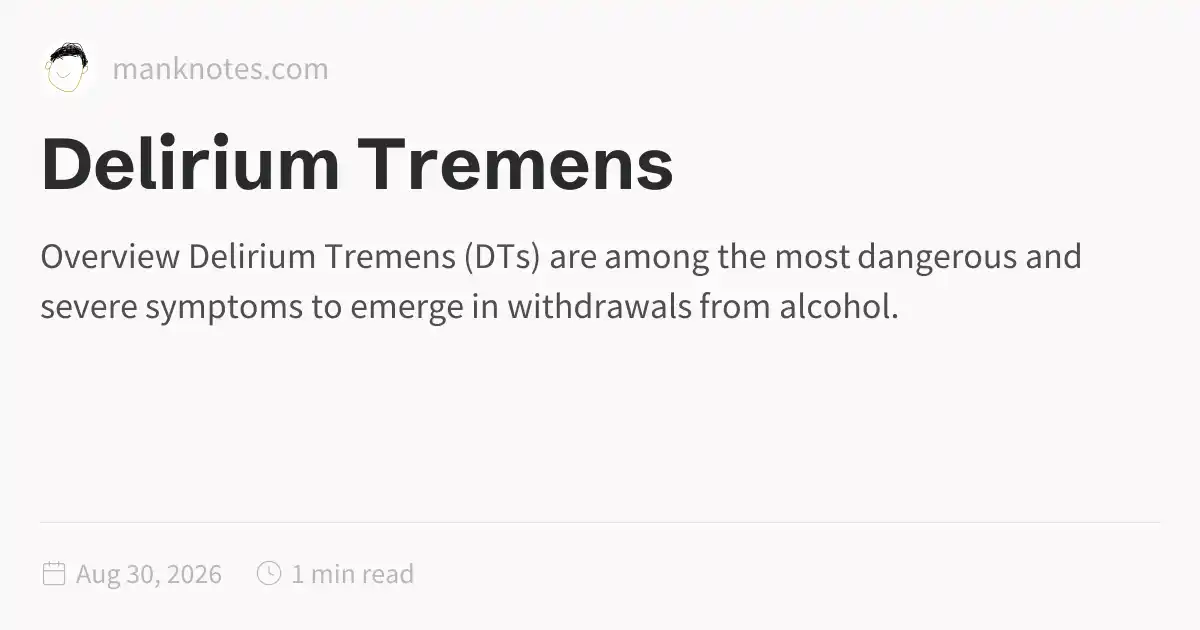 manknotes.com
Delirium Tremens
Overview Delirium Tremens (DTs) are among the most dangerous and
severe symptoms to emerge in withdrawals from alcohol.
Aug 30, 2026
1 min read